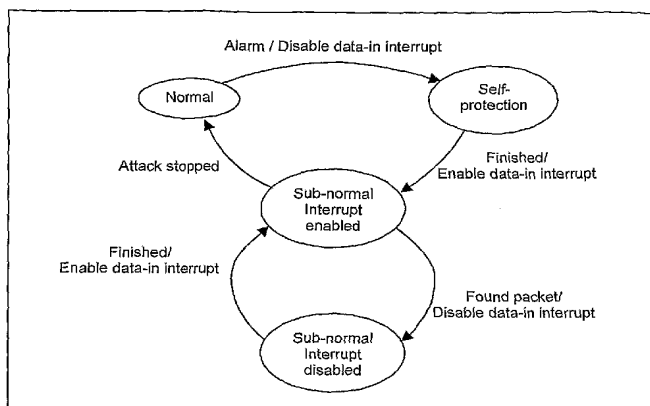 Alarm / Disable data-in interrupt
Normal
Self-
protection
Attack stopped
Finished/
Enable data-in interrupt
Sub-normal
Interrupt
enabled
Finished/
Enable data-in interrupt
Found packet/
Disable data-in interrupt
Sub-normal
Interrupt
disabled